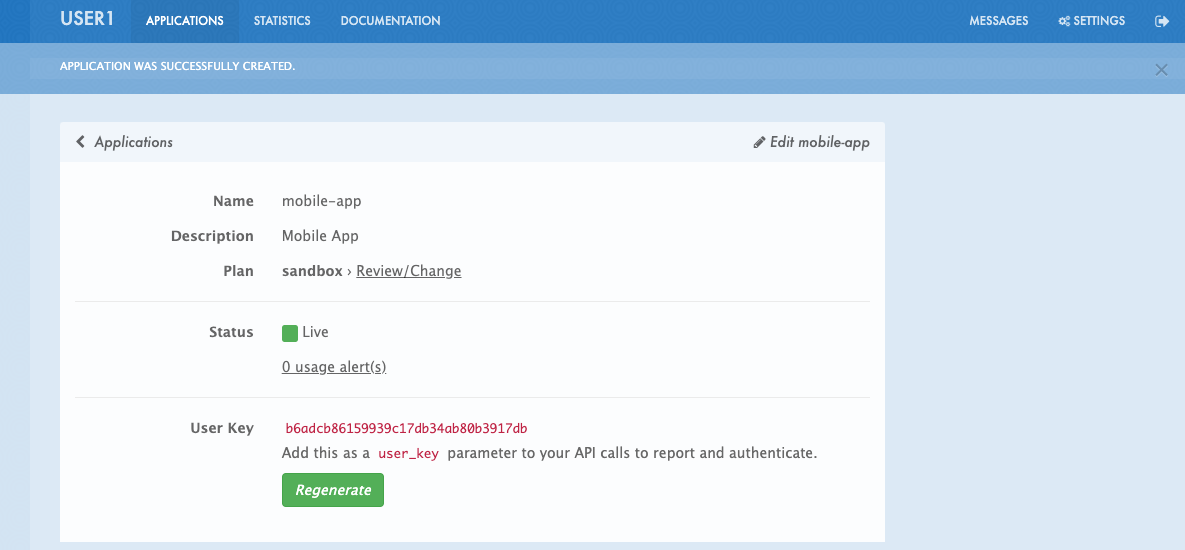 USER1 APPLICATIONS STATISTICS DOCUMENTATION MESSAGES SETTINGS
APPLICATION WAS SUCCESSFULLY CREATED.
Applications Edit mobile-app
Name mobile-app
Description Mobile App
Plan sandbox › Review/Change
Status Live
0 usage alert(s)
User Key b6adcb86159939c17db34ab80b3917db
Add this as a user_key parameter to your API calls to report and authenticate.
Regenerate